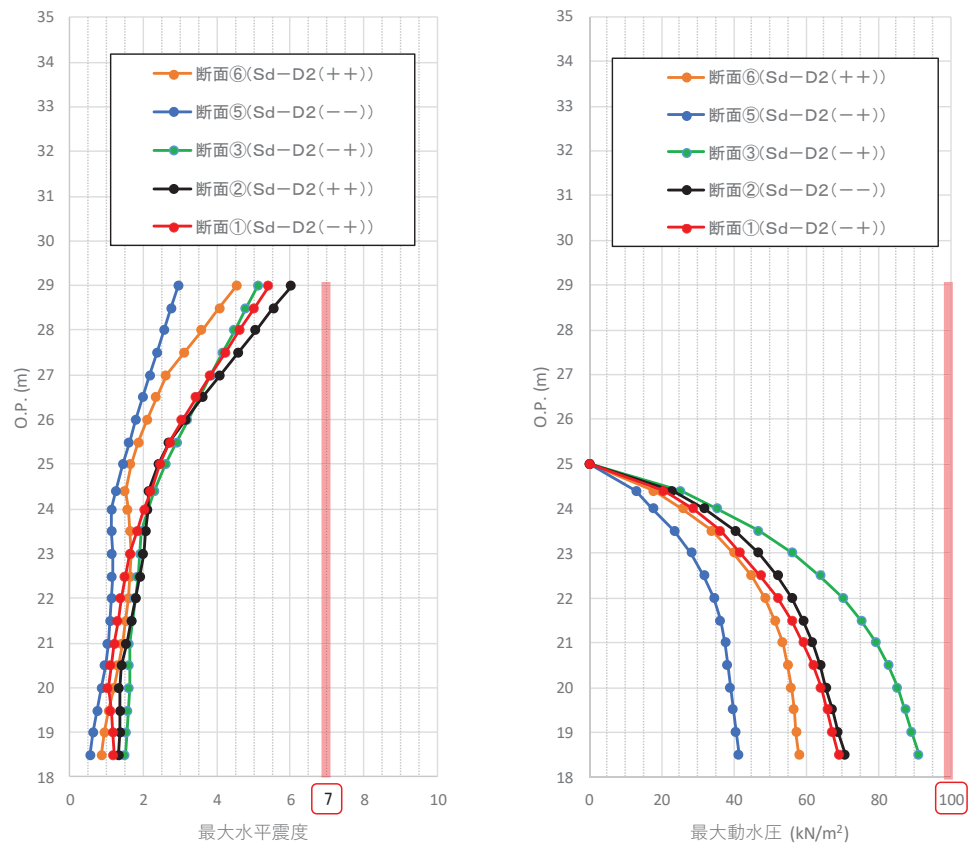 35
34
33
32
31
30
29
28
27
26
25
24
23
22
21
20
19
18
O.P. (m)
断面⑥(Sd－D2(＋＋))
断面⑤(Sd－D2(－－))
断面③(Sd－D2(－＋))
断面②(Sd－D2(＋＋))
断面①(Sd－D2(－＋))
0 2 4 6 7 8 10
最大水平震度
35
34
33
32
31
30
29
28
27
26
25
24
23
22
21
20
19
18
O.P. (m)
断面⑥(Sd－D2(＋＋))
断面⑤(Sd－D2(－＋))
断面③(Sd－D2(－＋))
断面②(Sd－D2(－－))
断面①(Sd－D2(－＋))
0 20 40 60 80 100
最大動水圧 (kN/m²)